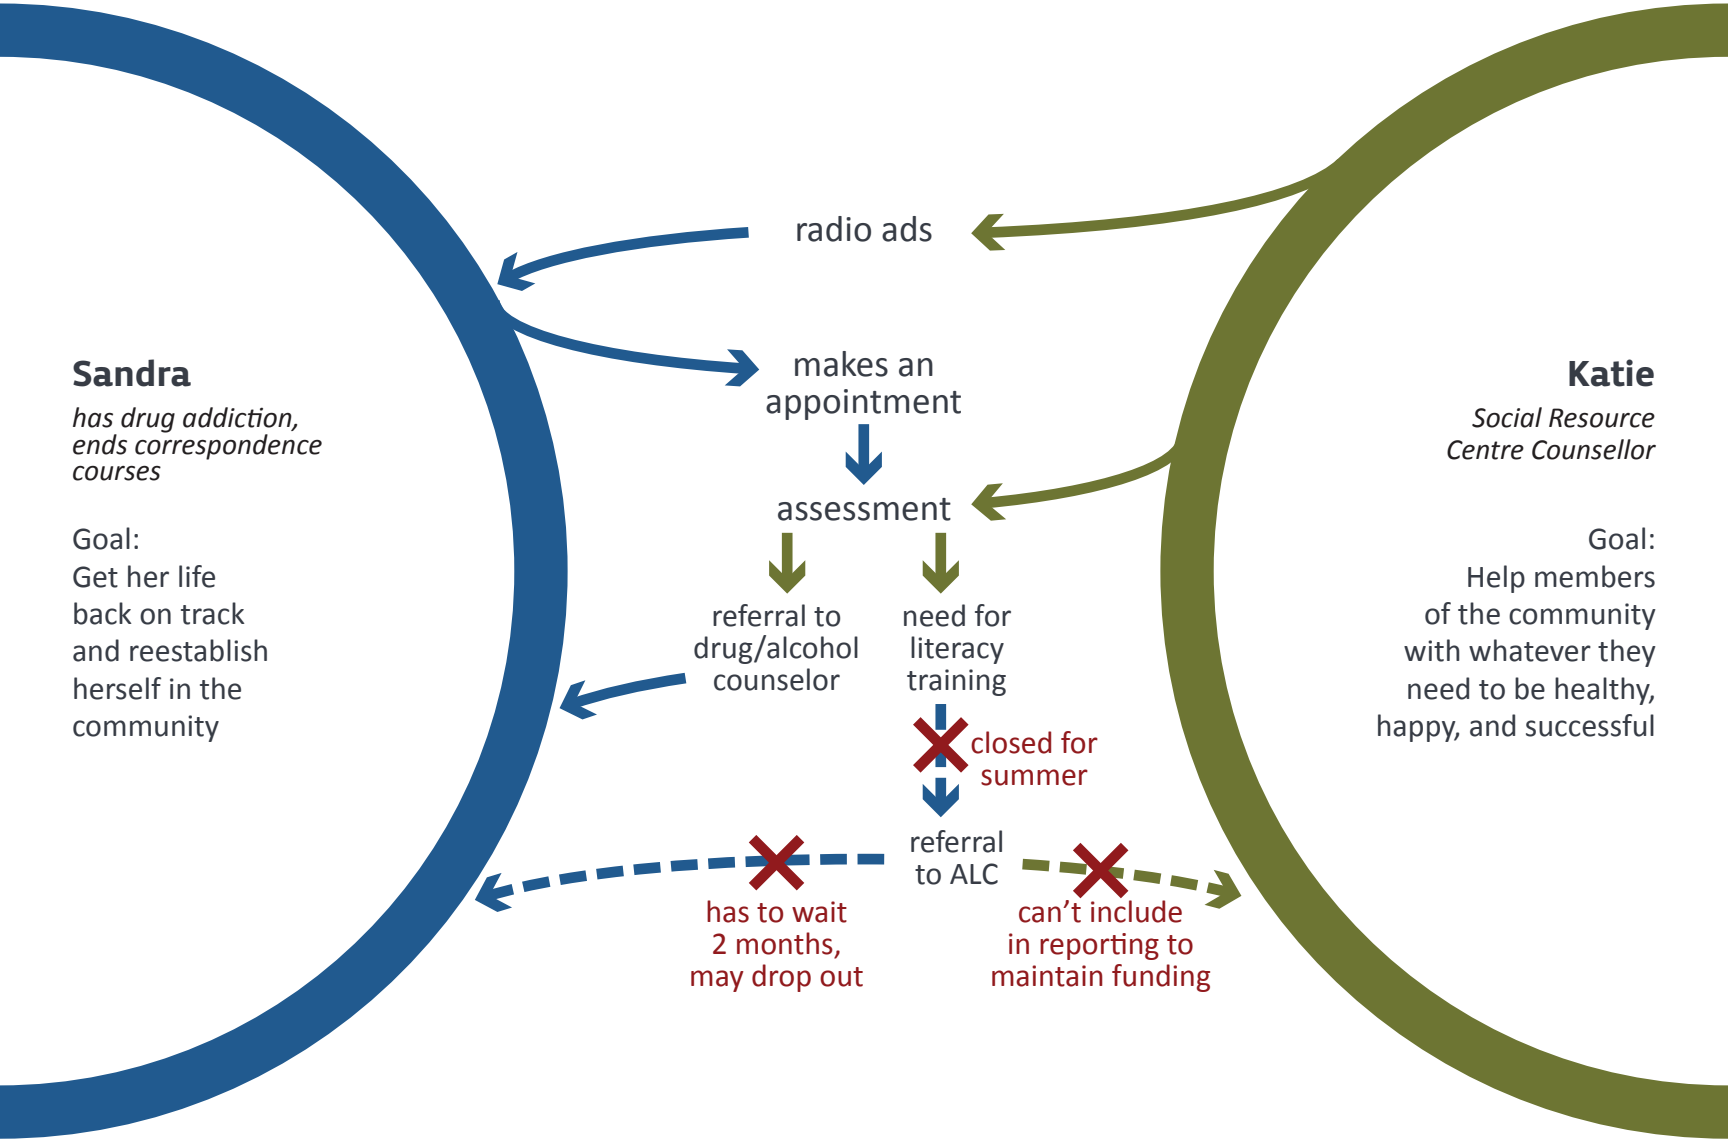 radio ads
makes an
appointment
Sandra
has drug addiction,
ends correspondence
courses
Goal:
Get her life
back on track
and reestablish
herself in the
community
assessment
referral to
drug/alcohol
counselor
need for
literacy
training
closed for
summer
referral
to ALC
has to wait
2 months,
may drop out
can't include
in reporting to
maintain funding
Katie
Social Resource
Centre Counsellor
Goal:
Help members
of the community
with whatever they
need to be healthy,
happy, and successful